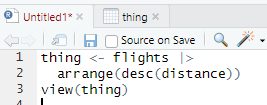 Untitled1* thing
Source on Save
1 thing <- flights |>
2   arrange(desc(distance))
3 view(thing)
4